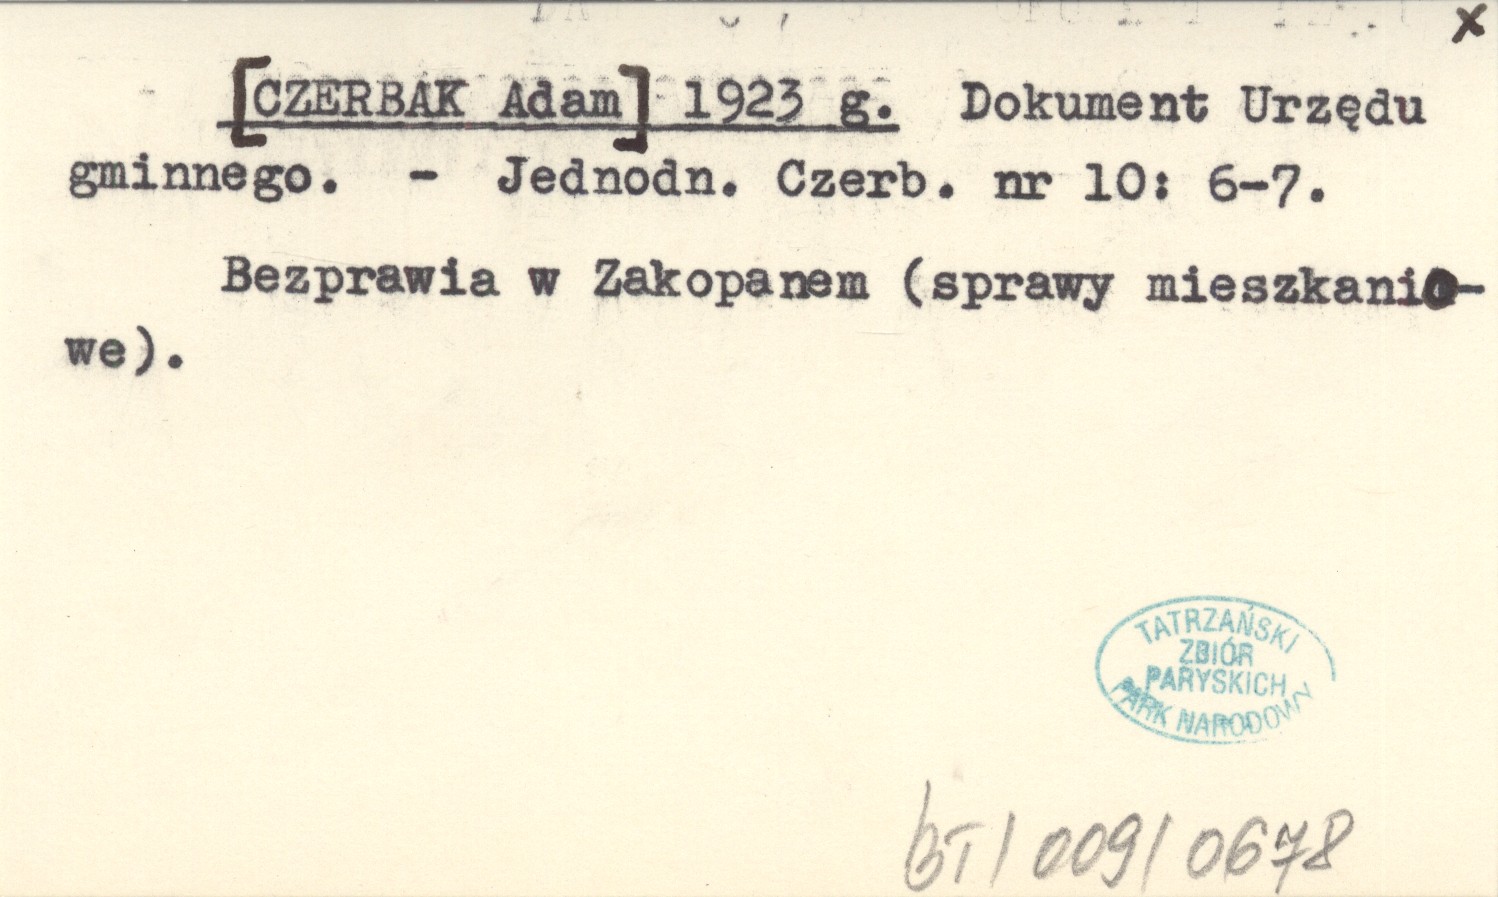 x
[CZERBAK Adam] 1923 g. Dokument Urzędu
gminnego. - Jednodn. Czerb. nr 10: 6-7.
Bezprawia w Zakopanem (sprawy mieszkanio-
we).
TATRZAŃSKI
ZBIÓR
PARYSKICH
PARK NARODOWY
BT/009/0678